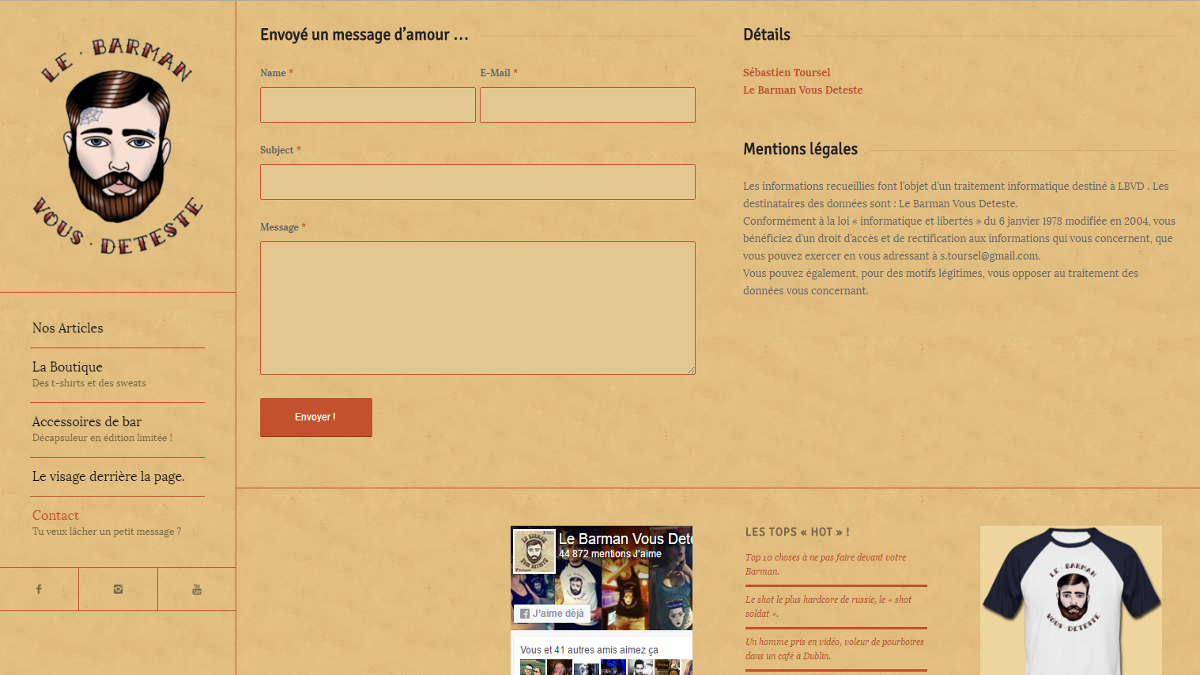 LE · BARMAN
VOUS · DETESTE
Nos Articles
La Boutique
Des t-shirts et des sweats
Accessoires de bar
Décapsuleur en édition limitée !
Le visage derrière la page.
Contact
Tu veux lâcher un petit message ?
Envoyé un message d’amour …
Name *
E-Mail *
Subject *
Message *
Envoyer !
Détails
Sébastien Toursel
Le Barman Vous Deteste
Mentions légales
Les informations recueillies font l’objet d’un traitement informatique destiné à LBVD . Les
destinataires des données sont : Le Barman Vous Deteste.
Conformément à la loi « informatique et libertés » du 6 janvier 1978 modifiée en 2004, vous
bénéficiez d’un droit d’accès et de rectification aux informations qui vous concernent, que
vous pouvez exercer en vous adressant à s.toursel@gmail.com.
Vous pouvez également, pour des motifs légitimes, vous opposer au traitement des
données vous concernant.
Le Barman Vous Dete
44 872 mentions J’aime
J’aime déjà
Vous et 41 autres amis aimez ça
LES TOPS « HOT » !
Top 10 choses à ne pas faire devant votre
Barman.
Le shot le plus hardcore de russie, le « shot
soldat ».
Un homme pris en vidéo, voleur de pourboires
dans un café à Dublin.
LE · BARMAN
VOUS · DETESTE